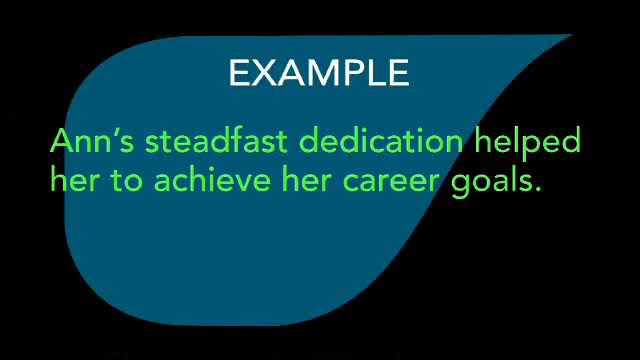 EXAMPLE
Ann’s steadfast dedication helped
her to achieve her career goals.